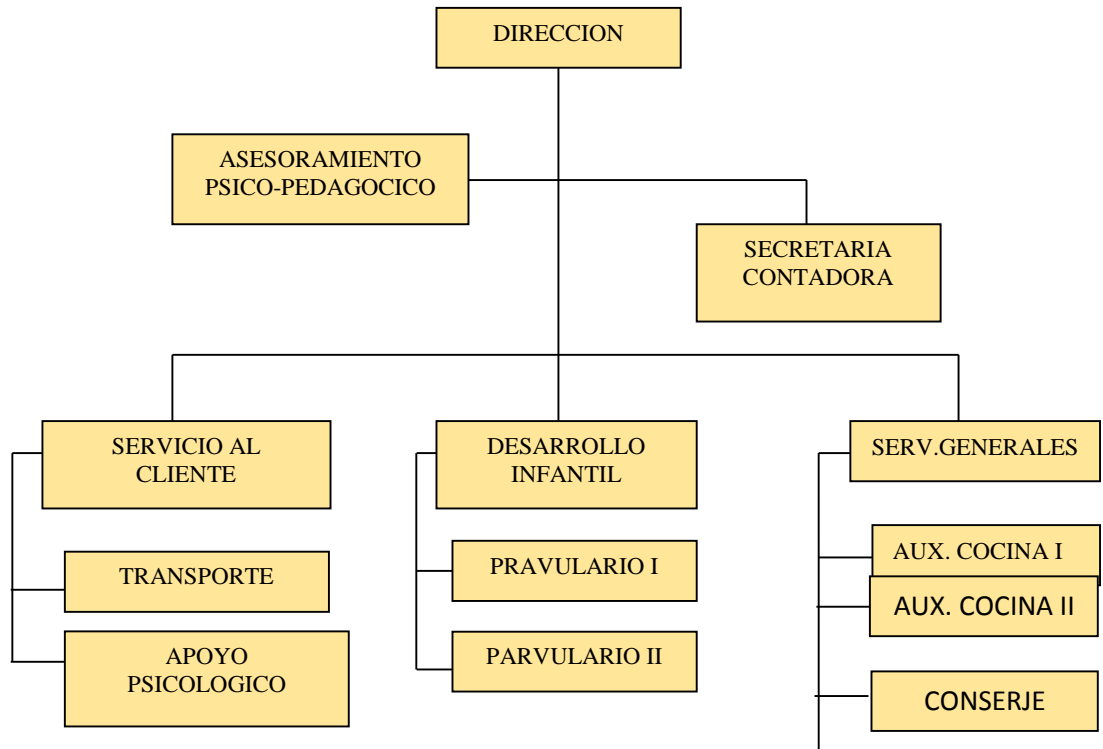 DIRECCION
ASESORAMIENTO
PSICO-PEDAGOCICO
SECRETARIA
CONTADORA
SERVICIO AL
CLIENTE
DESARROLLO
INFANTIL
SERV.GENERALES
TRANSPORTE
PRAVULARIO I
AUX. COCINA I
AUX. COCINA II
APOYO
PSICOLOGICO
PARVULARIO II
CONSERJE